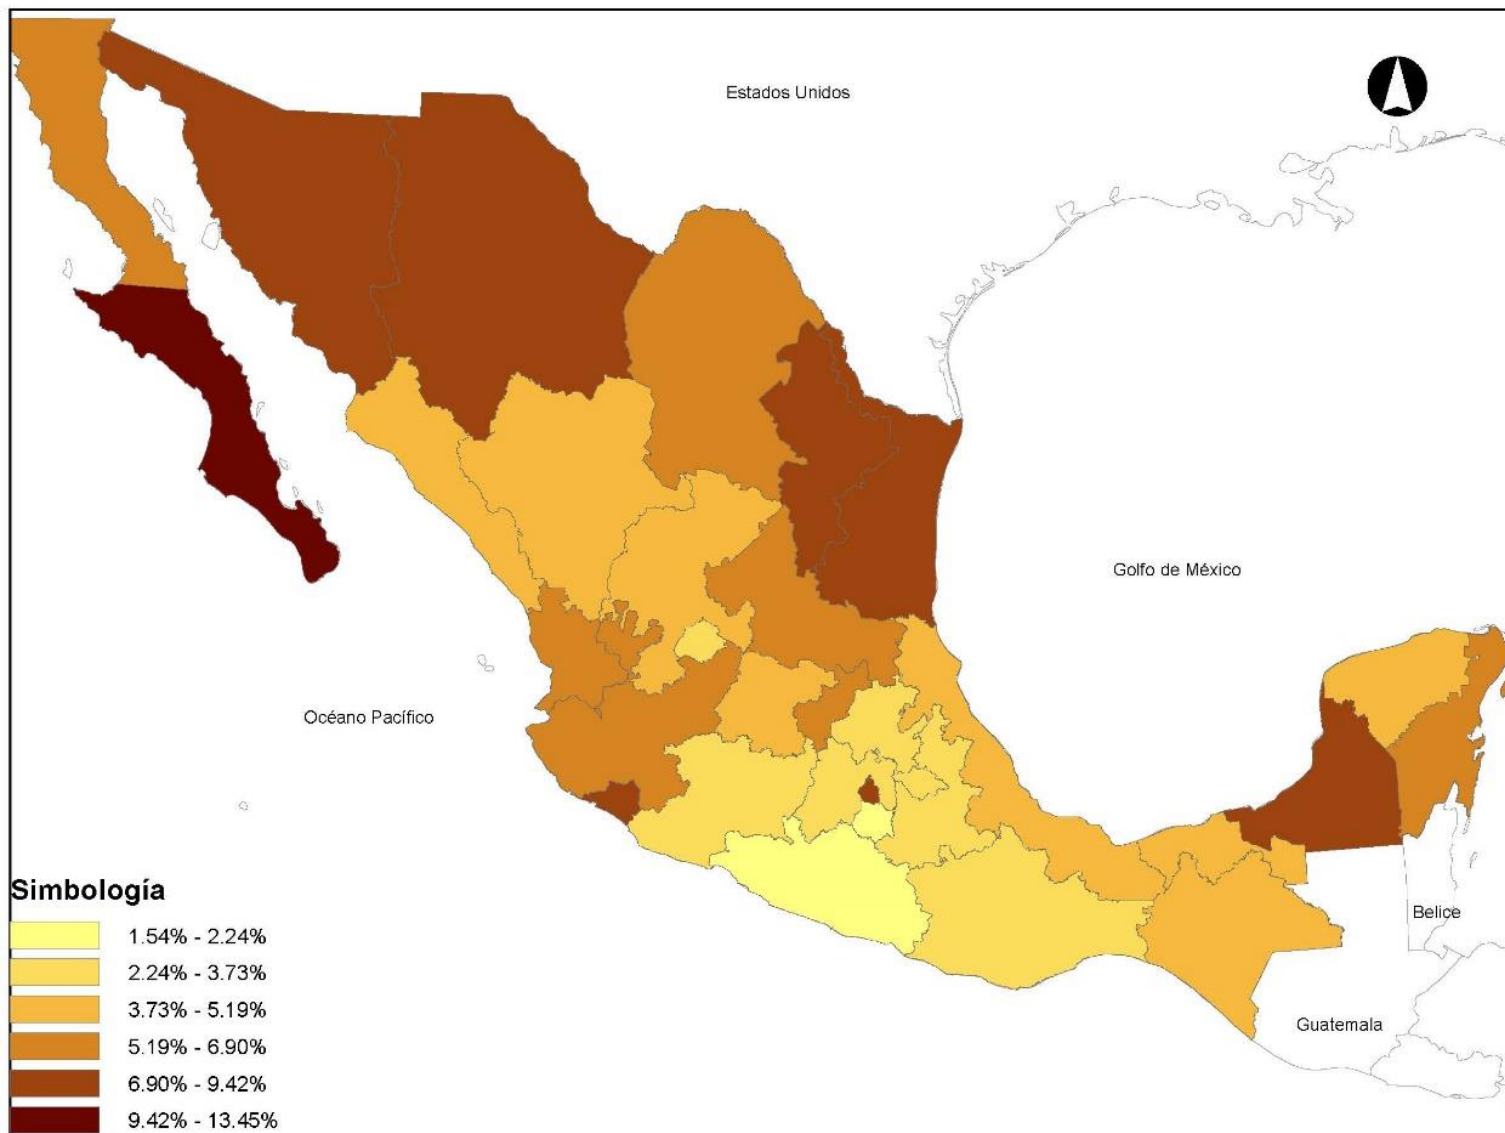 Estados Unidos
Golfo de México
Océano Pacífico
Simbología
1.54% - 2.24%
2.24% - 3.73%
3.73% - 5.19%
5.19% - 6.90%
6.90% - 9.42%
9.42% - 13.45%
Belice
Guatemala